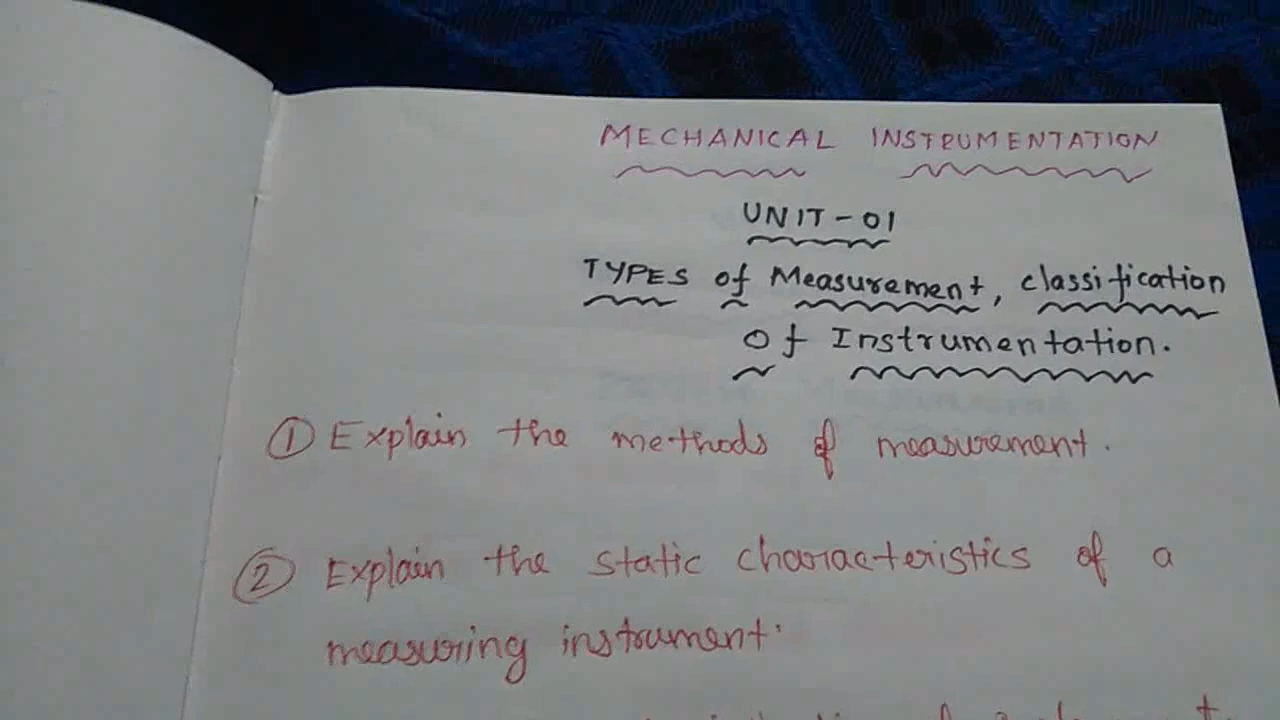 MECHANICAL INSTRUMENTATION
UNIT-01
TYPES of Measurement, classification
Of Instrumentation.
① Explain the methods of measurement.
② Explain the static characteristics of a
measuring instrument.